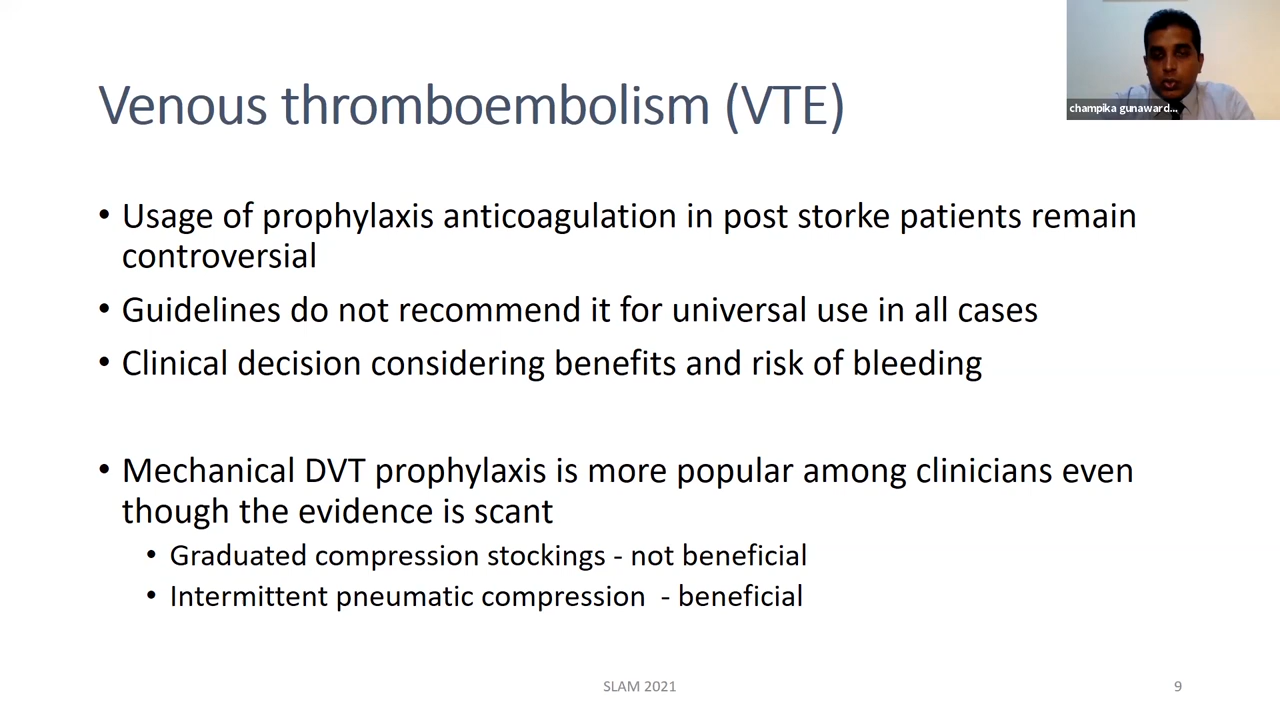 champika gunaward...
Venous thromboembolism (VTE)
• Usage of prophylaxis anticoagulation in post storke patients remain
controversial
• Guidelines do not recommend it for universal use in all cases
• Clinical decision considering benefits and risk of bleeding
• Mechanical DVT prophylaxis is more popular among clinicians even
though the evidence is scant
• Graduated compression stockings - not beneficial
• Intermittent pneumatic compression - beneficial
SLAM 2021
9